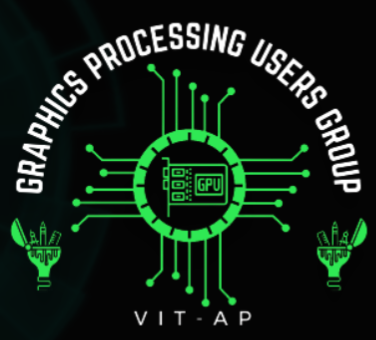 GRAPHICS PROCESSING USERS GROUP
GPU
VIT-AP